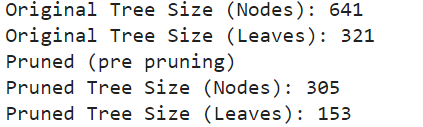 Original Tree Size (Nodes): 641
Original Tree Size (Leaves): 321
Pruned (pre pruning)
Pruned Tree Size (Nodes): 305
Pruned Tree Size (Leaves): 153